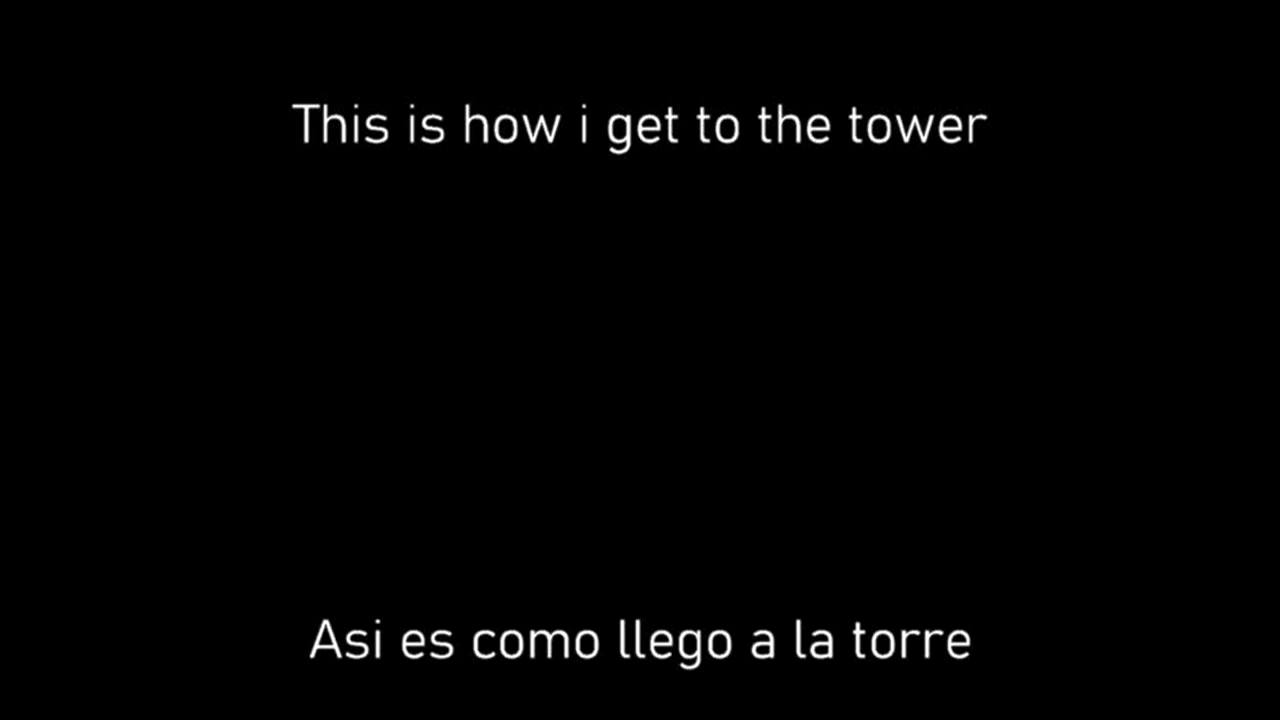 This is how i get to the tower
Asi es como llego a la torre